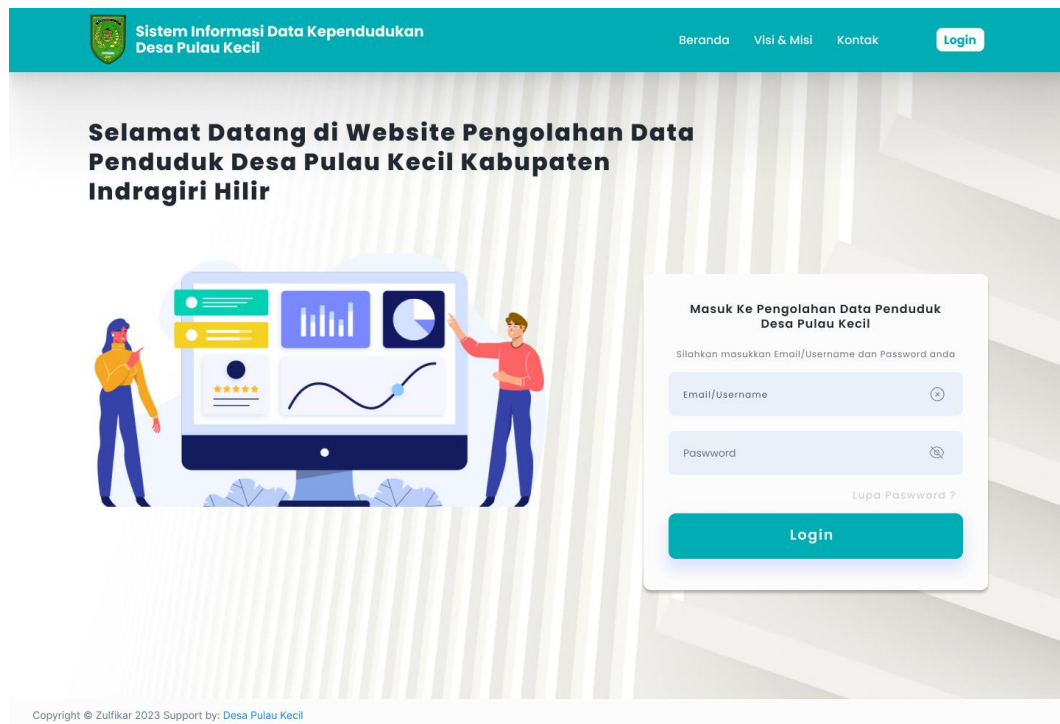 Sistem Informasi Data Kependudukan
Desa Pulau Kecil
Beranda
Visi & Misi
Kontak
Login
Selamat Datang di Website Pengolahan Data
Penduduk Desa Pulau Kecil Kabupaten
Indragiri Hilir
Masuk Ke Pengolahan Data Penduduk
Desa Pulau Kecil
Silahkan masukkan Email/Username dan Password anda
Email/Username
Paswword
Lupa Paswword ?
Login
Copyright © Zulfikar 2023 Support by: Desa Pulau Kecil